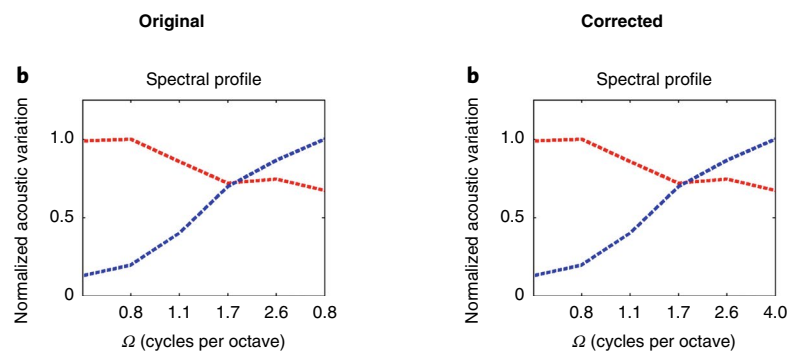 Original
Corrected
b
Spectral profile
Normalized acoustic variation
1.0
0.5
0
0.8 1.1 1.7 2.6 0.8
Ω (cycles per octave)
b
Spectral profile
Normalized acoustic variation
1.0
0.5
0
0.8 1.1 1.7 2.6 4.0
Ω (cycles per octave)